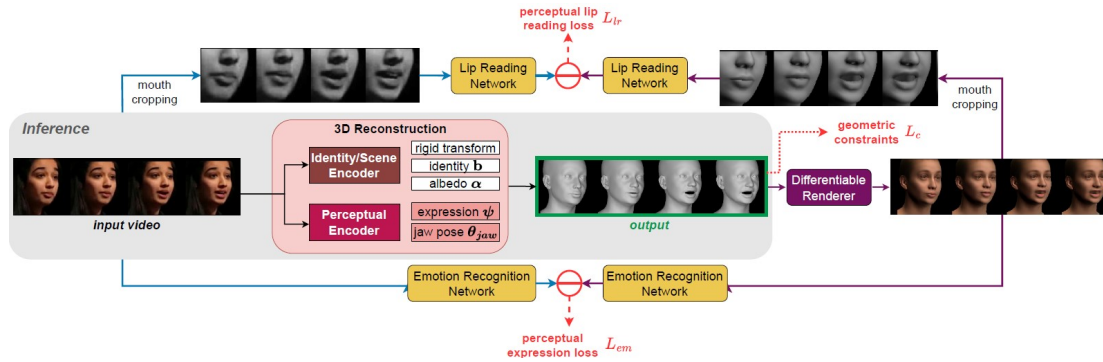 perceptual lip
reading loss L_lr
mouth
cropping
Lip Reading
Network
Lip Reading
Network
mouth
cropping
Inference
3D Reconstruction
geometric
constraints L_c
Identity/Scene
Encoder
rigid transform
identity b
albedo α
Perceptual
Encoder
expression ψ
jaw pose θ_jaw
Differentiable
Renderer
input video
output
Emotion Recognition
Network
Emotion Recognition
Network
perceptual
expression loss L_em